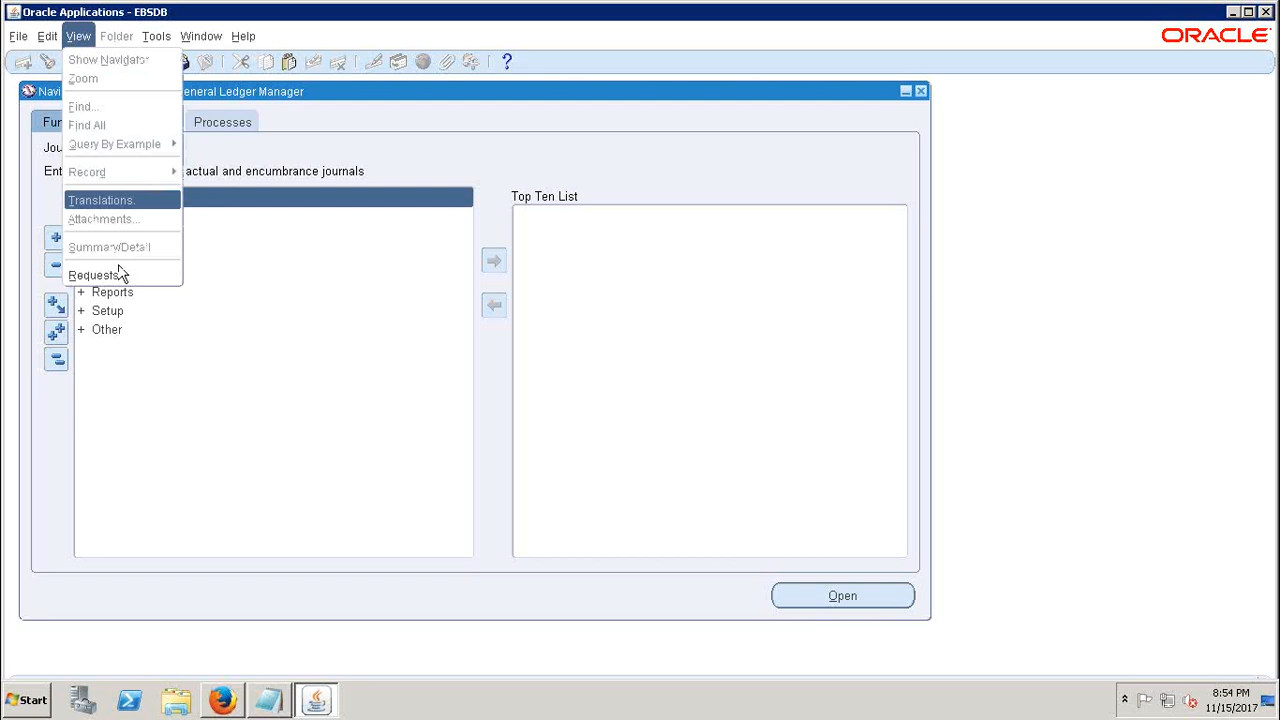 Oracle Applications - EBSDB
File Edit View Folder Tools Window Help
ORACLE
Show Navigator
Zoom
Find...
Find All
Query By Example
Record
Translations.
Attachments...
Summary/Detail
Requests
General Ledger Manager
Processes
actual and encumbrance journals
Top Ten List
+ Reports
+ Setup
+ Other
Open
Start
8:54 PM
11/15/2017